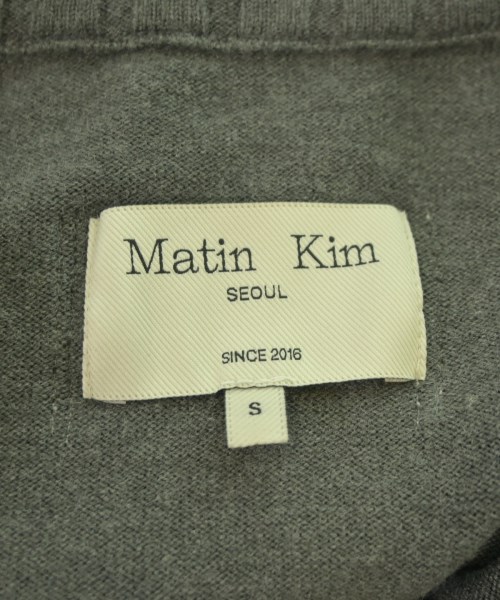 Matin Kim
SEOUL
SINCE 2016
S